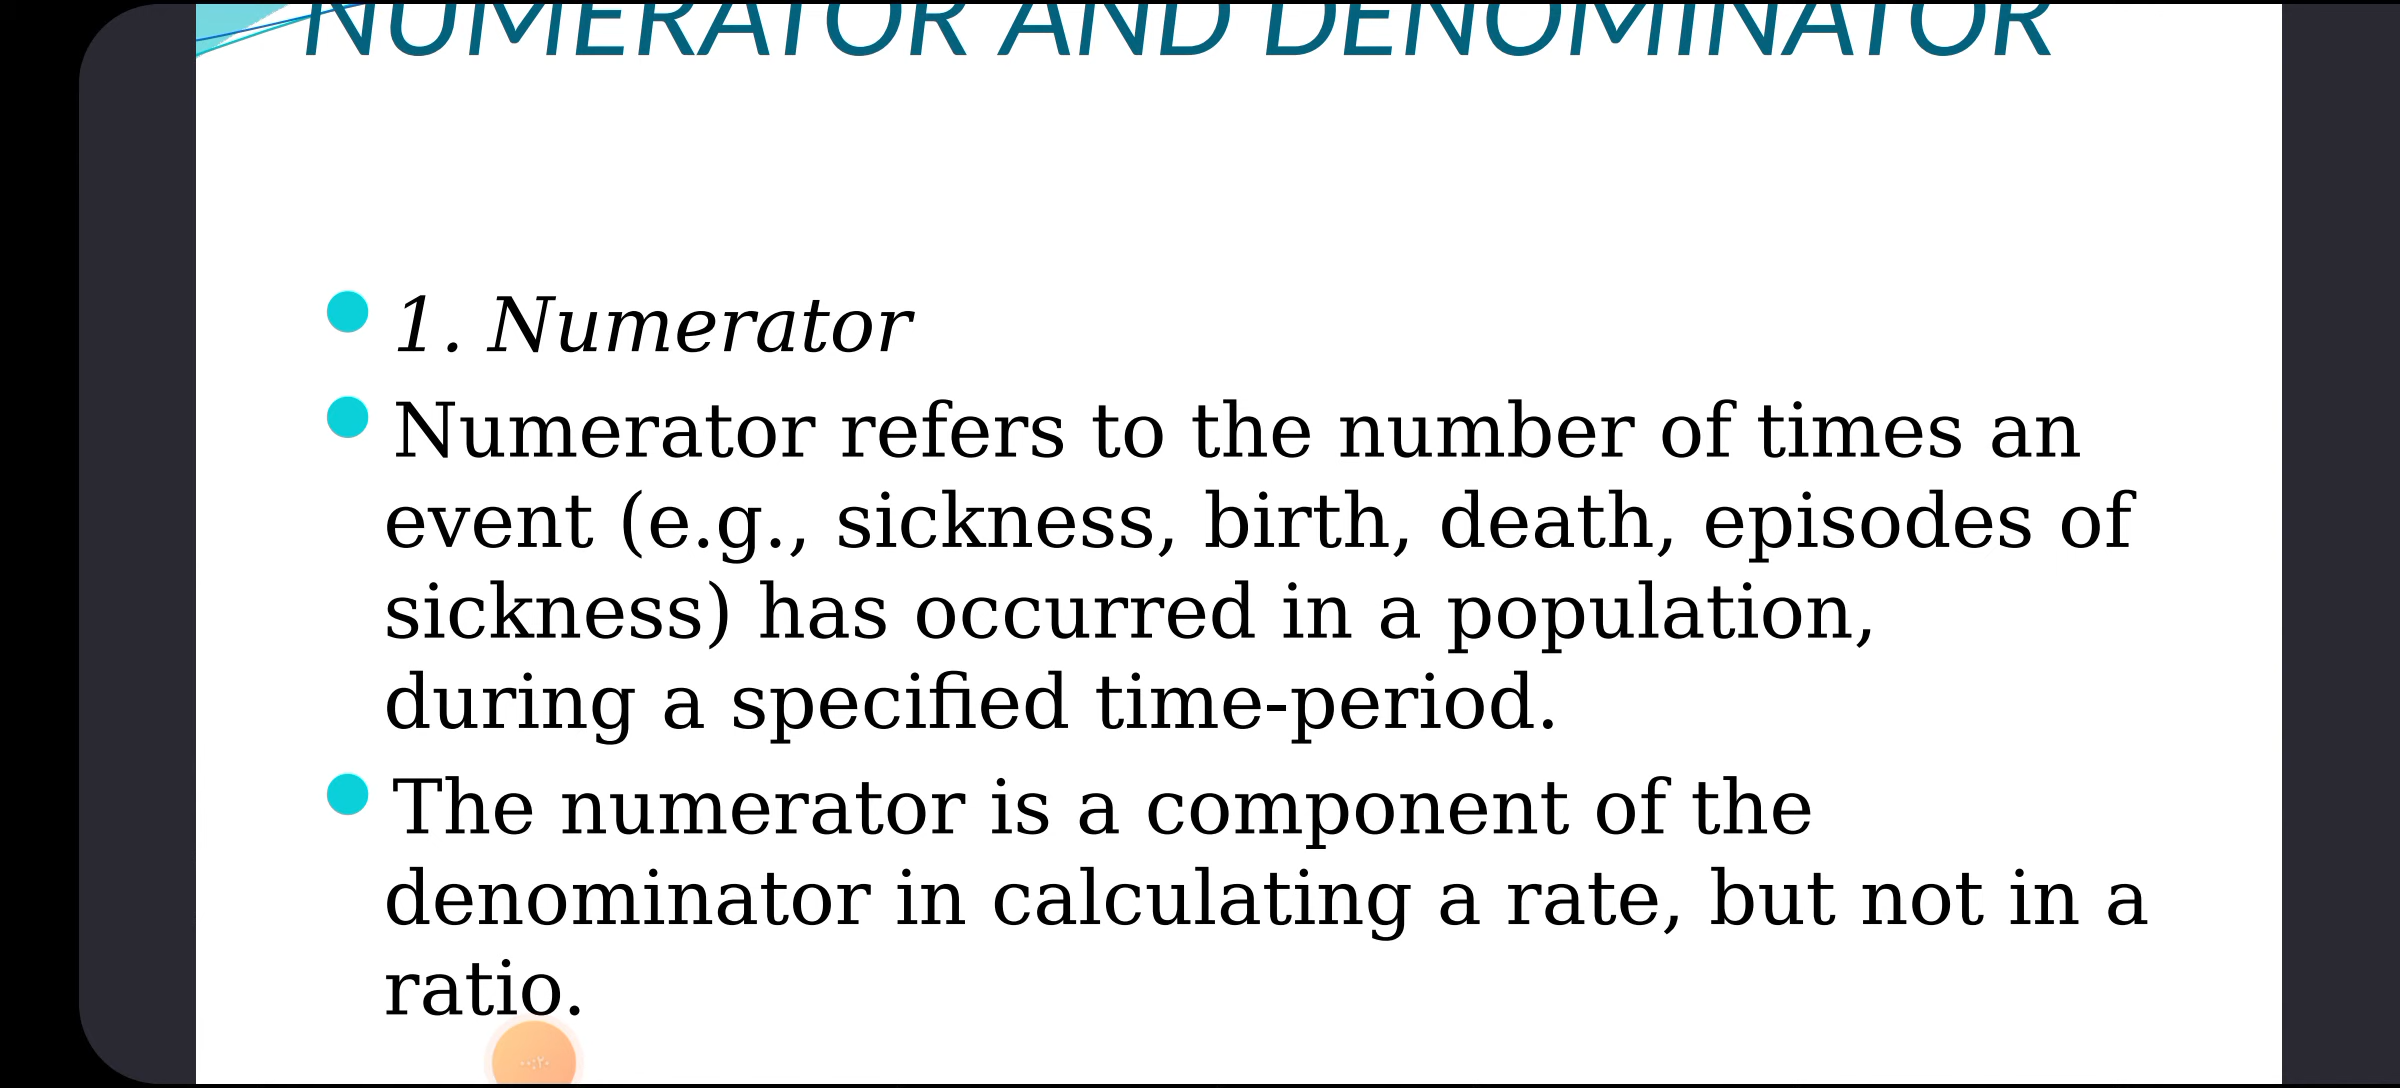 NUMERATOR AND DENOMINATOR
1. Numerator
Numerator refers to the number of times an
event (e.g., sickness, birth, death, episodes of
sickness) has occurred in a population,
during a specified time-period.
The numerator is a component of the
denominator in calculating a rate, but not in a
ratio.
٠٠:٢٠